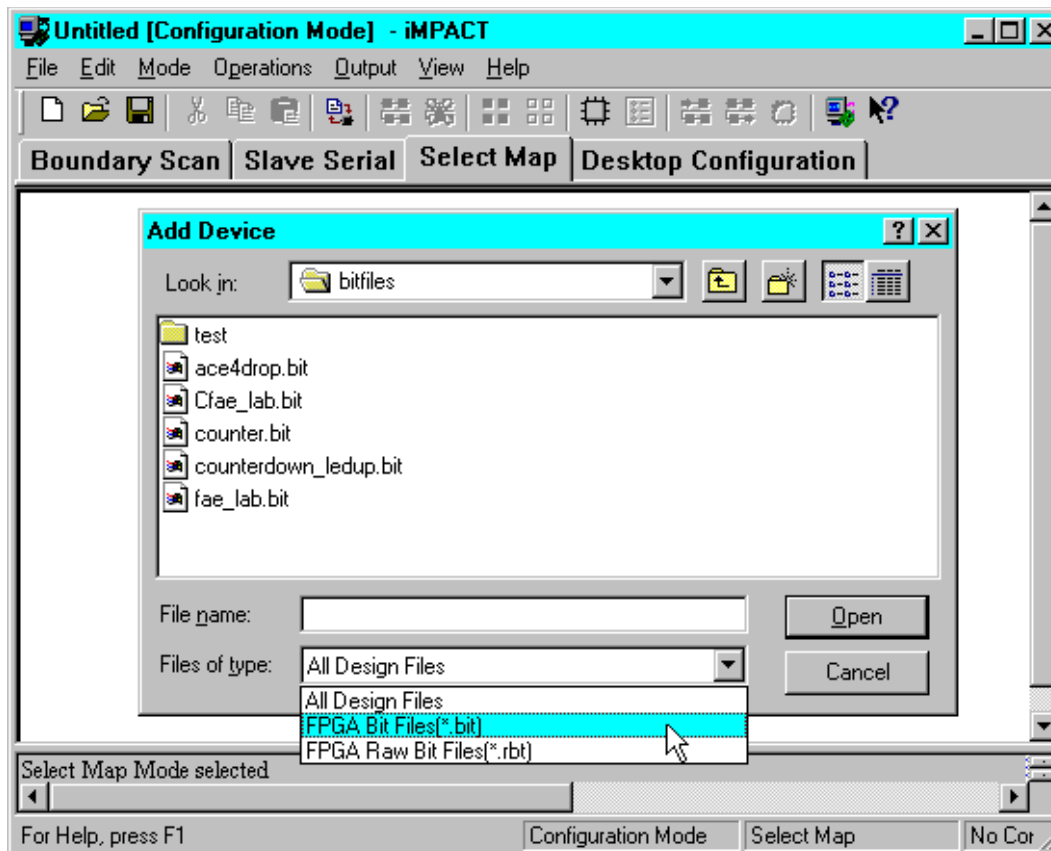 Untitled [Configuration Mode] - iMPACT
File Edit Mode Operations Output View Help
Boundary Scan Slave Serial Select Map Desktop Configuration
Add Device
Look in: bitfiles
test
ace4drop.bit
Cfae_lab.bit
counter.bit
counterdown_ledup.bit
fae_lab.bit
File name: Open
Files of type: All Design Files Cancel
All Design Files
FPGA Bit Files(*.bit)
FPGA Raw Bit Files(*.rbt)
Select Map Mode selected
For Help, press F1 Configuration Mode Select Map No Cor